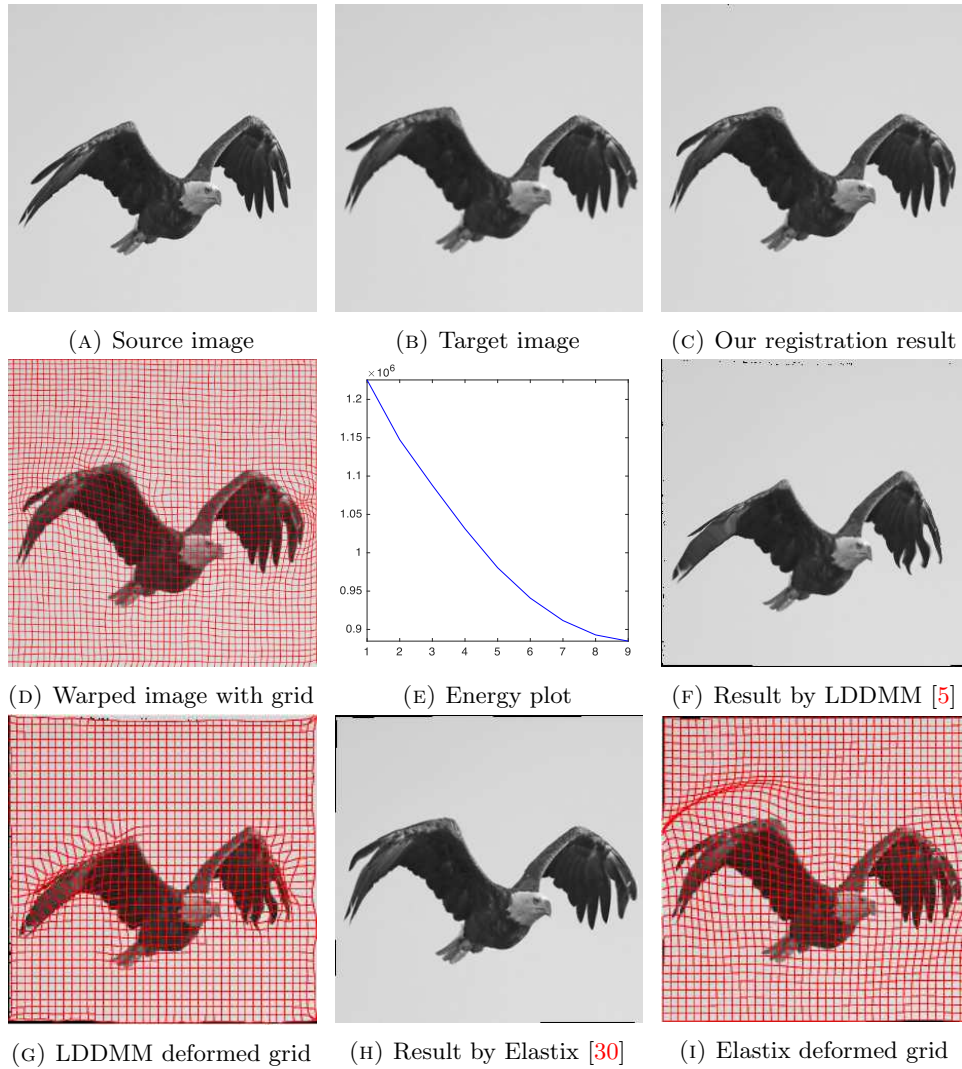 (A) Source image
(B) Target image
(C) Our registration result
× 10^6
1.2
1.15
1.1
1.05
1
0.95
0.9
1 2 3 4 5 6 7 8 9
(D) Warped image with grid
(E) Energy plot
(F) Result by LDDMM [5]
(G) LDDMM deformed grid
(H) Result by Elastix [30]
(I) Elastix deformed grid